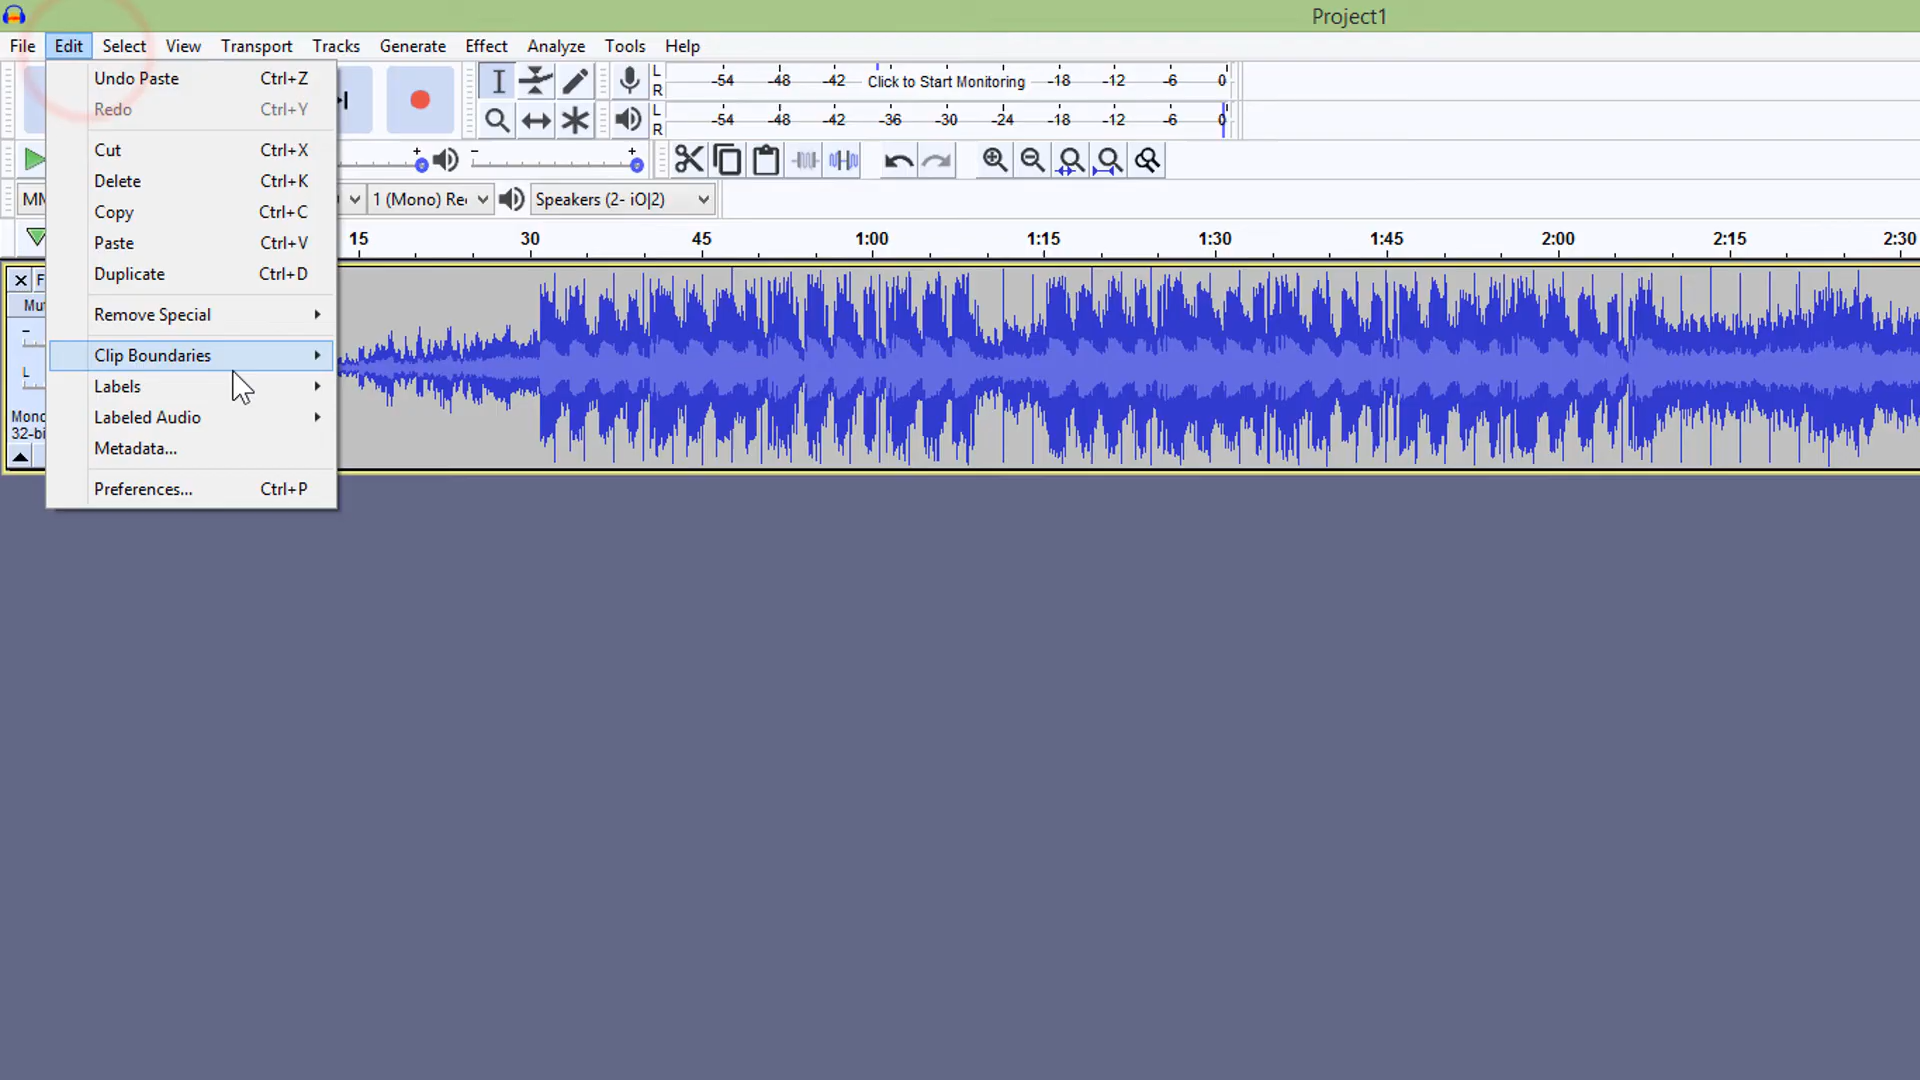 Project1
File Edit Select View Transport Tracks Generate Effect Analyze Tools Help
Undo Paste Ctrl+Z
Redo Ctrl+Y
Cut Ctrl+X
Delete Ctrl+K
Copy Ctrl+C
Paste Ctrl+V
Duplicate Ctrl+D
Remove Special
Clip Boundaries
Labels
Labeled Audio
Metadata...
Preferences... Ctrl+P
L R -54 -48 -42 Click to Start Monitoring -18 -12 -6 0
L R -54 -48 -42 -36 -30 -24 -18 -12 -6 0
- + - +
1 (Mono) Re Speakers (2- iO|2)
15 30 45 1:00 1:15 1:30 1:45 2:00 2:15 2:30
L
Mono